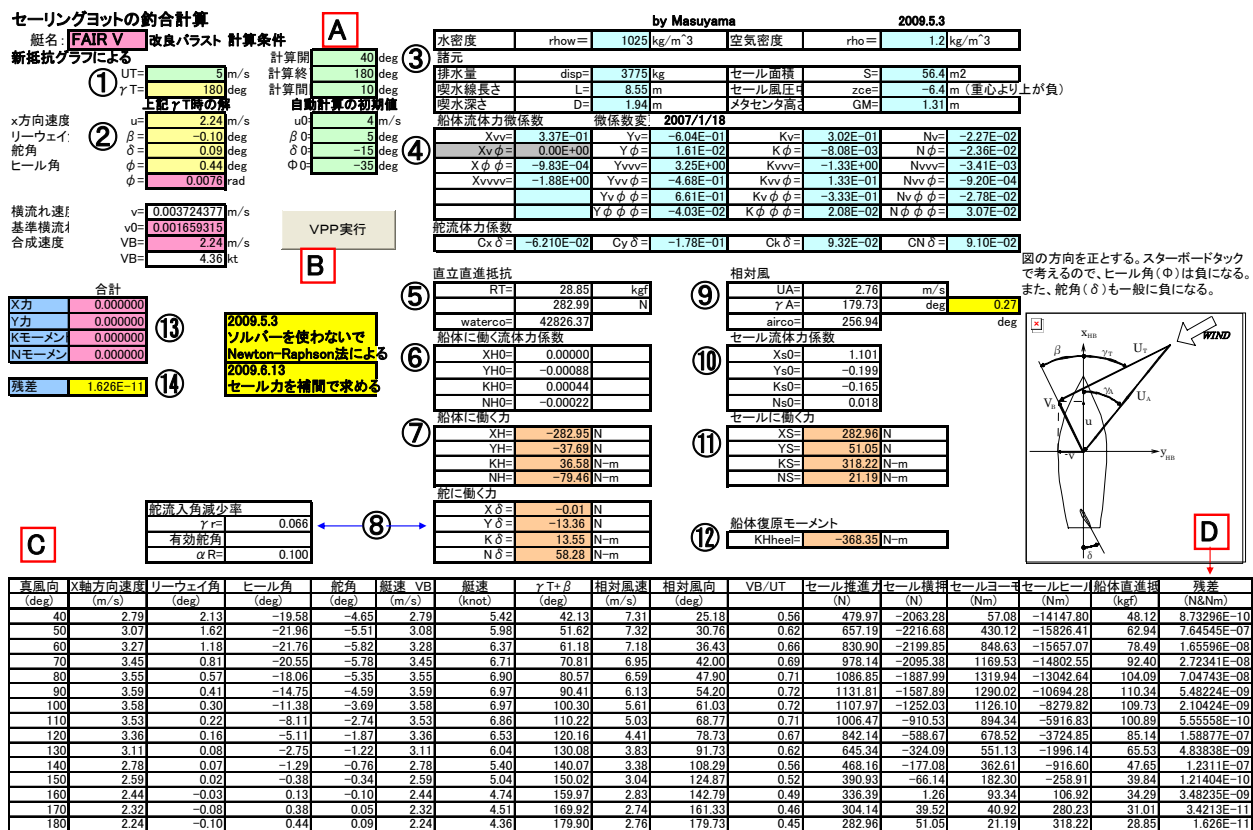 セーリングヨットの釣合計算
by Masuyama 2009.5.3
艇名: FAIR V 改良バラスト 計算条件 A
新抵抗グラフによる
① UT= 5 m/s
γT= 180 deg
計算開 40 deg
計算終 180 deg
計算間 10 deg
③ 水密度 rhow= 1025 kg/m^3 空気密度 rho= 1.2 kg/m^3
諸元
排水量 disp= 3775 kg セール面積 S= 56.4 m2
喫水線長さ L= 8.55 m セール風圧中 zce= -6.4 m (重心より上が負)
喫水深さ D= 1.94 m メタセンタ高さ GM= 1.31 m
上記γT時の解 自動計算の初期値
② x方向速度 u= 2.24 m/s u0= 4 m/s
リーウェイ角 β= -0.10 deg β0= 5 deg
舵角 δ= 0.09 deg δ0= -15 deg
ヒール角 φ= 0.44 deg Φ0= -35 deg
φ= 0.0076 rad
横流れ速度 v= 0.003724377 m/s
基準横流れ v0= 0.001659315
合成速度 VB= 2.24 m/s
VB= 4.36 kt
VPP実行
B
④ 船体流体力微係数 微係数変更 2007/1/18
Xvv= 3.37E-01 Yv= -6.04E-01 Kv= 3.02E-01 Nv= -2.27E-02
Xvφ= 0.00E+00 Yφ= 1.61E-02 Kφ= -8.08E-03 Nφ= -2.36E-02
Xφφ= -9.83E-04 Yvvv= 3.25E+00 Kvvv= -1.33E+00 Nvvv= -3.41E-03
Xvvvv= -1.88E+00 Yvvφ= -4.68E-01 Kvvφ= 1.33E-01 Nvvφ= -9.20E-04
Yvφφ= 6.61E-01 Kvφφ= -3.33E-01 Nvφφ= -2.78E-02
Yφφφ= -4.03E-02 Kφφφ= 2.08E-02 Nφφφ= 3.07E-02
舵流体力係数
Cxδ= -6.210E-02 Cyδ= -1.78E-01 Ckδ= 9.32E-02 CNδ= 9.10E-02
図の方向を正とする。スターボードタック
で考えるので、ヒール角(Φ)は負になる。
また、舵角(δ)も一般に負になる。
合計
X力 0.000000
Y力 0.000000
Kモーメント 0.000000
Nモーメン 0.000000
⑬
残差 1.626E-11 ⑭
2009.5.3
ソルバーを使わないで
Newton-Raphson法による
2009.6.13
セール力を補間で求める
⑤ 直立直進抵抗
RT= 28.85 kgf
282.99 N
waterco= 42826.37
⑥ 船体に働く流体力係数
XH0= 0.00000
YH0= -0.00088
KH0= 0.00044
NH0= -0.00022
⑦ 船体に働く力
XH= -282.95 N
YH= -37.69 N
KH= 36.58 N-m
NH= -79.46 N-m
⑧ 舵に働く力
Xδ= -0.01 N
Yδ= -13.36 N
Kδ= 13.55 N-m
Nδ= 58.28 N-m
舵流入角減少率
γr= 0.066
有効舵角
αR= 0.100
⑨ 相対風
UA= 2.76 m/s
γA= 179.73 deg 0.27
airco= 256.94 deg
⑩ セール流体力係数
Xs0= 1.101
Ys0= -0.199
Ks0= -0.165
Ns0= 0.018
⑪ セールに働く力
XS= 282.96 N
YS= 51.05 N
KS= 318.22 N-m
NS= 21.19 N-m
⑫ 船体復原モーメント
KHheel= -368.35 N-m
xHB WIND
β γT UT
γA UA
VB u
-v yHB
δ
C D
真風向 X軸方向速度 リーウェイ角 ヒール角 舵角 艇速 VB 艇速 γT+β 相対風速 相対風向 VB/UT セール推進力 セール横押 セールヨーモ セールヒール 船体直進抵 残差
(deg) (m/s) (deg) (deg) (deg) (m/s) (knot) (deg) (m/s) (deg) (N) (N) (Nm) (Nm) (kgf) (N&Nm)
40 2.79 2.13 -19.58 -4.65 2.79 5.42 42.13 7.31 25.18 0.56 479.97 -2063.28 57.08 -14147.80 48.12 8.73296E-10
50 3.07 1.62 -21.96 -5.51 3.08 5.98 51.62 7.32 30.76 0.62 657.19 -2216.68 430.12 -15826.41 62.94 7.64545E-07
60 3.27 1.18 -21.76 -5.82 3.28 6.37 61.18 7.18 36.43 0.66 830.90 -2199.85 848.63 -15657.07 78.49 1.65596E-08
70 3.45 0.81 -20.55 -5.78 3.45 6.71 70.81 6.95 42.00 0.69 978.14 -2095.38 1169.53 -14802.55 92.40 2.72341E-08
80 3.55 0.57 -18.06 -5.35 3.55 6.90 80.57 6.59 47.90 0.71 1086.85 -1887.99 1319.94 -13042.64 104.09 7.04743E-08
90 3.59 0.41 -14.75 -4.59 3.59 6.97 90.41 6.13 54.20 0.72 1131.81 -1587.89 1290.02 -10694.28 110.34 5.48224E-09
100 3.58 0.30 -11.38 -3.69 3.58 6.97 100.30 5.61 61.03 0.72 1107.97 -1252.03 1126.10 -8279.82 109.73 2.10424E-09
110 3.53 0.22 -8.11 -2.74 3.53 6.86 110.22 5.03 68.77 0.71 1006.47 -910.53 894.34 -5916.83 100.89 5.55558E-10
120 3.36 0.16 -5.11 -1.87 3.36 6.53 120.16 4.41 78.73 0.67 842.14 -588.67 678.52 -3724.85 85.14 1.58877E-07
130 3.11 0.08 -2.75 -1.22 3.11 6.04 130.08 3.83 91.73 0.62 645.34 -324.09 551.13 -1996.14 65.53 4.83838E-09
140 2.78 0.07 -1.29 -0.76 2.78 5.40 140.07 3.38 108.29 0.56 468.16 -177.08 362.61 -916.60 47.65 1.2311E-07
150 2.59 0.02 -0.38 -0.34 2.59 5.04 150.02 3.04 124.87 0.52 390.93 -66.14 182.30 -258.91 39.84 1.21404E-10
160 2.44 -0.03 0.13 -0.10 2.44 4.74 159.97 2.83 142.79 0.49 336.39 1.26 93.34 106.92 34.29 3.48235E-09
170 2.32 -0.08 0.38 0.05 2.32 4.51 169.92 2.74 161.33 0.46 304.14 39.52 40.92 280.23 31.01 3.4213E-11
180 2.24 -0.10 0.44 0.09 2.24 4.36 179.90 2.76 179.73 0.45 282.96 51.05 21.19 318.22 28.85 1.626E-11